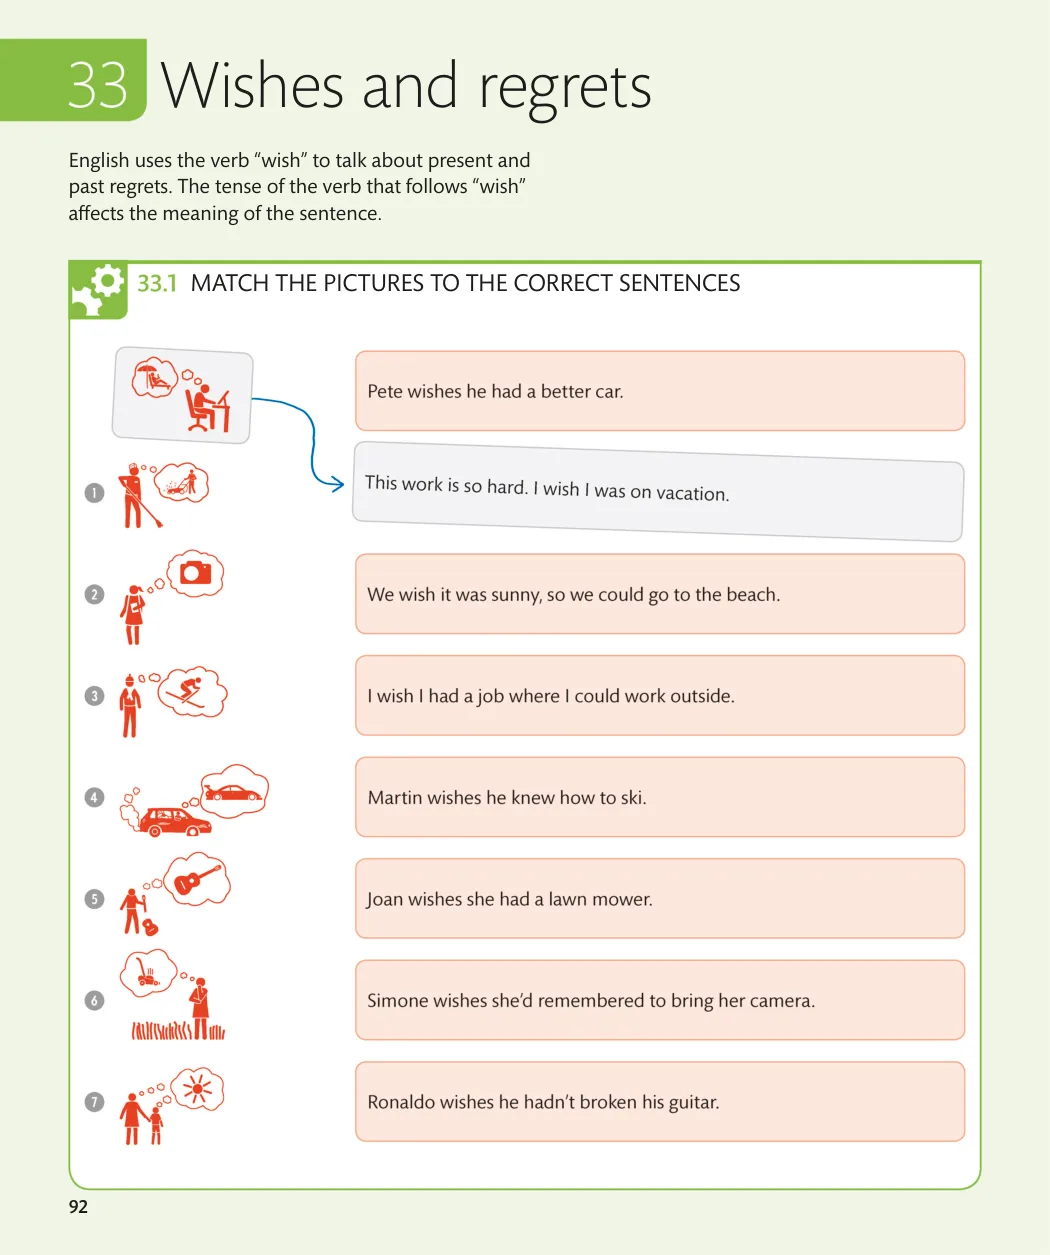 33 Wishes and regrets
English uses the verb “wish” to talk about present and
past regrets. The tense of the verb that follows “wish”
affects the meaning of the sentence.
33.1 MATCH THE PICTURES TO THE CORRECT SENTENCES
Pete wishes he had a better car.
1
This work is so hard. I wish I was on vacation.
2
We wish it was sunny, so we could go to the beach.
3
I wish I had a job where I could work outside.
4
Martin wishes he knew how to ski.
5
Joan wishes she had a lawn mower.
6
Simone wishes she’d remembered to bring her camera.
7
Ronaldo wishes he hadn’t broken his guitar.
92